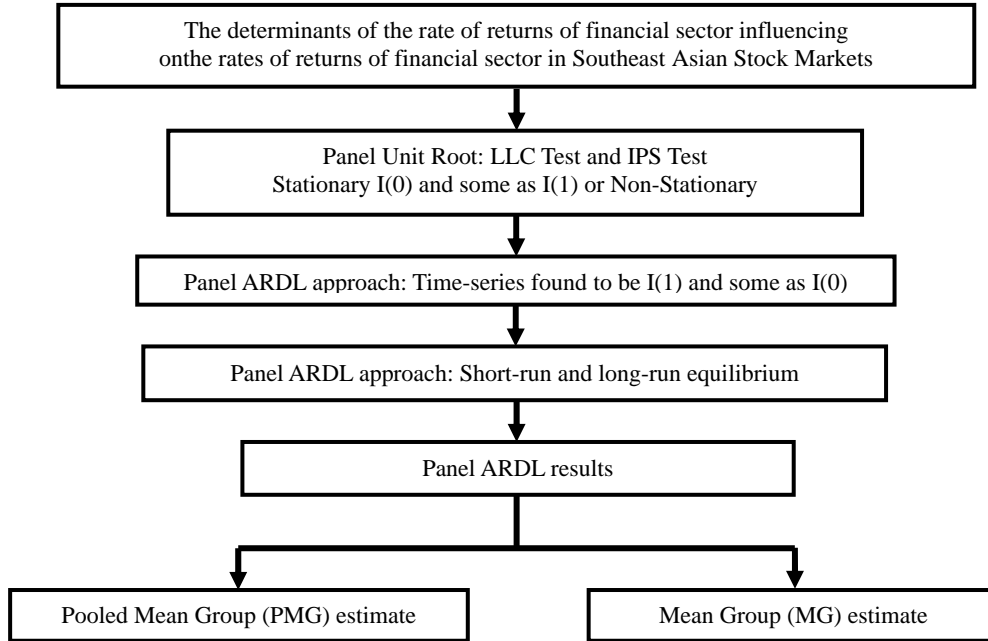 The determinants of the rate of returns of financial sector influencing
onthe rates of returns of financial sector in Southeast Asian Stock Markets
Panel Unit Root: LLC Test and IPS Test
Stationary I(0) and some as I(1) or Non-Stationary
Panel ARDL approach: Time-series found to be I(1) and some as I(0)
Panel ARDL approach: Short-run and long-run equilibrium
Panel ARDL results
Pooled Mean Group (PMG) estimate
Mean Group (MG) estimate